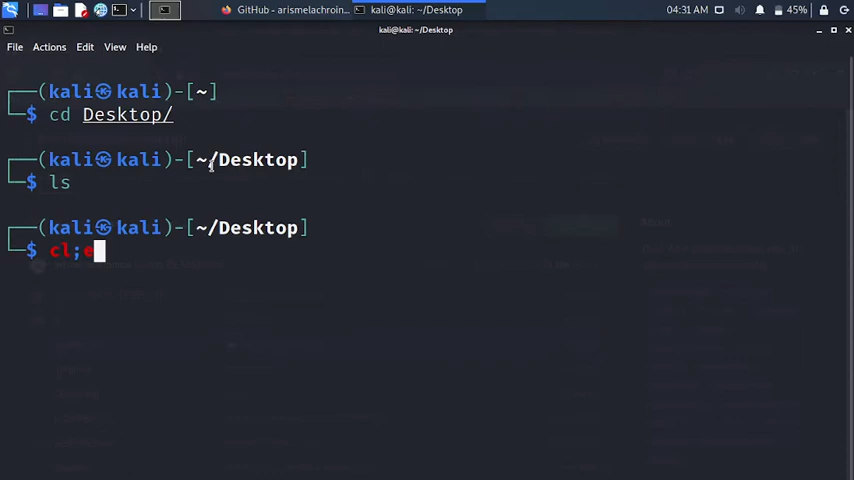 GitHub - arismelachroin...
kali@kali: ~/Desktop
04:31 AM
45%
kali@kali: ~/Desktop
File Actions Edit View Help
┌──(kali㉿kali)-[~]
└─$ cd Desktop/
┌──(kali㉿kali)-[~/Desktop]
└─$ ls
┌──(kali㉿kali)-[~/Desktop]
└─$ cl;e